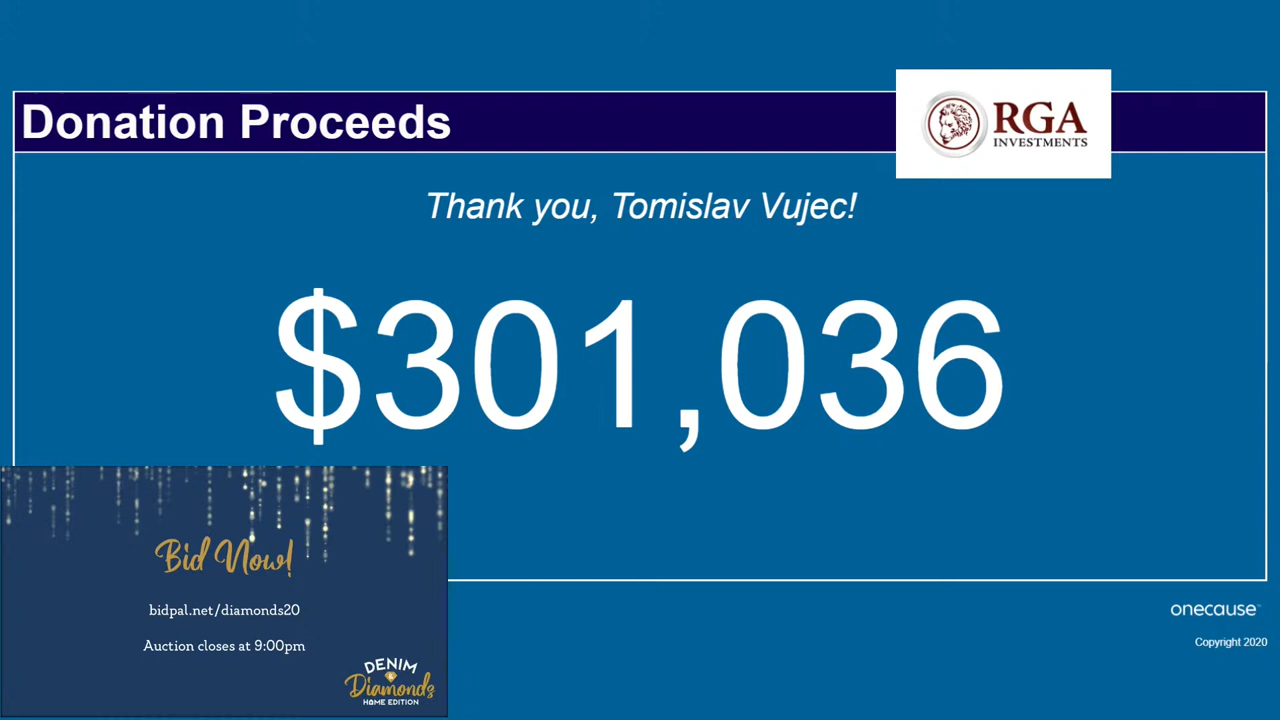 Donation Proceeds
RGA
INVESTMENTS
Thank you, Tomislav Vujec!
$301,036
Bid Now!
bidpal.net/diamonds20
Auction closes at 9:00pm
DENIM
&
Diamonds
HOME EDITION
onecause
Copyright 2020